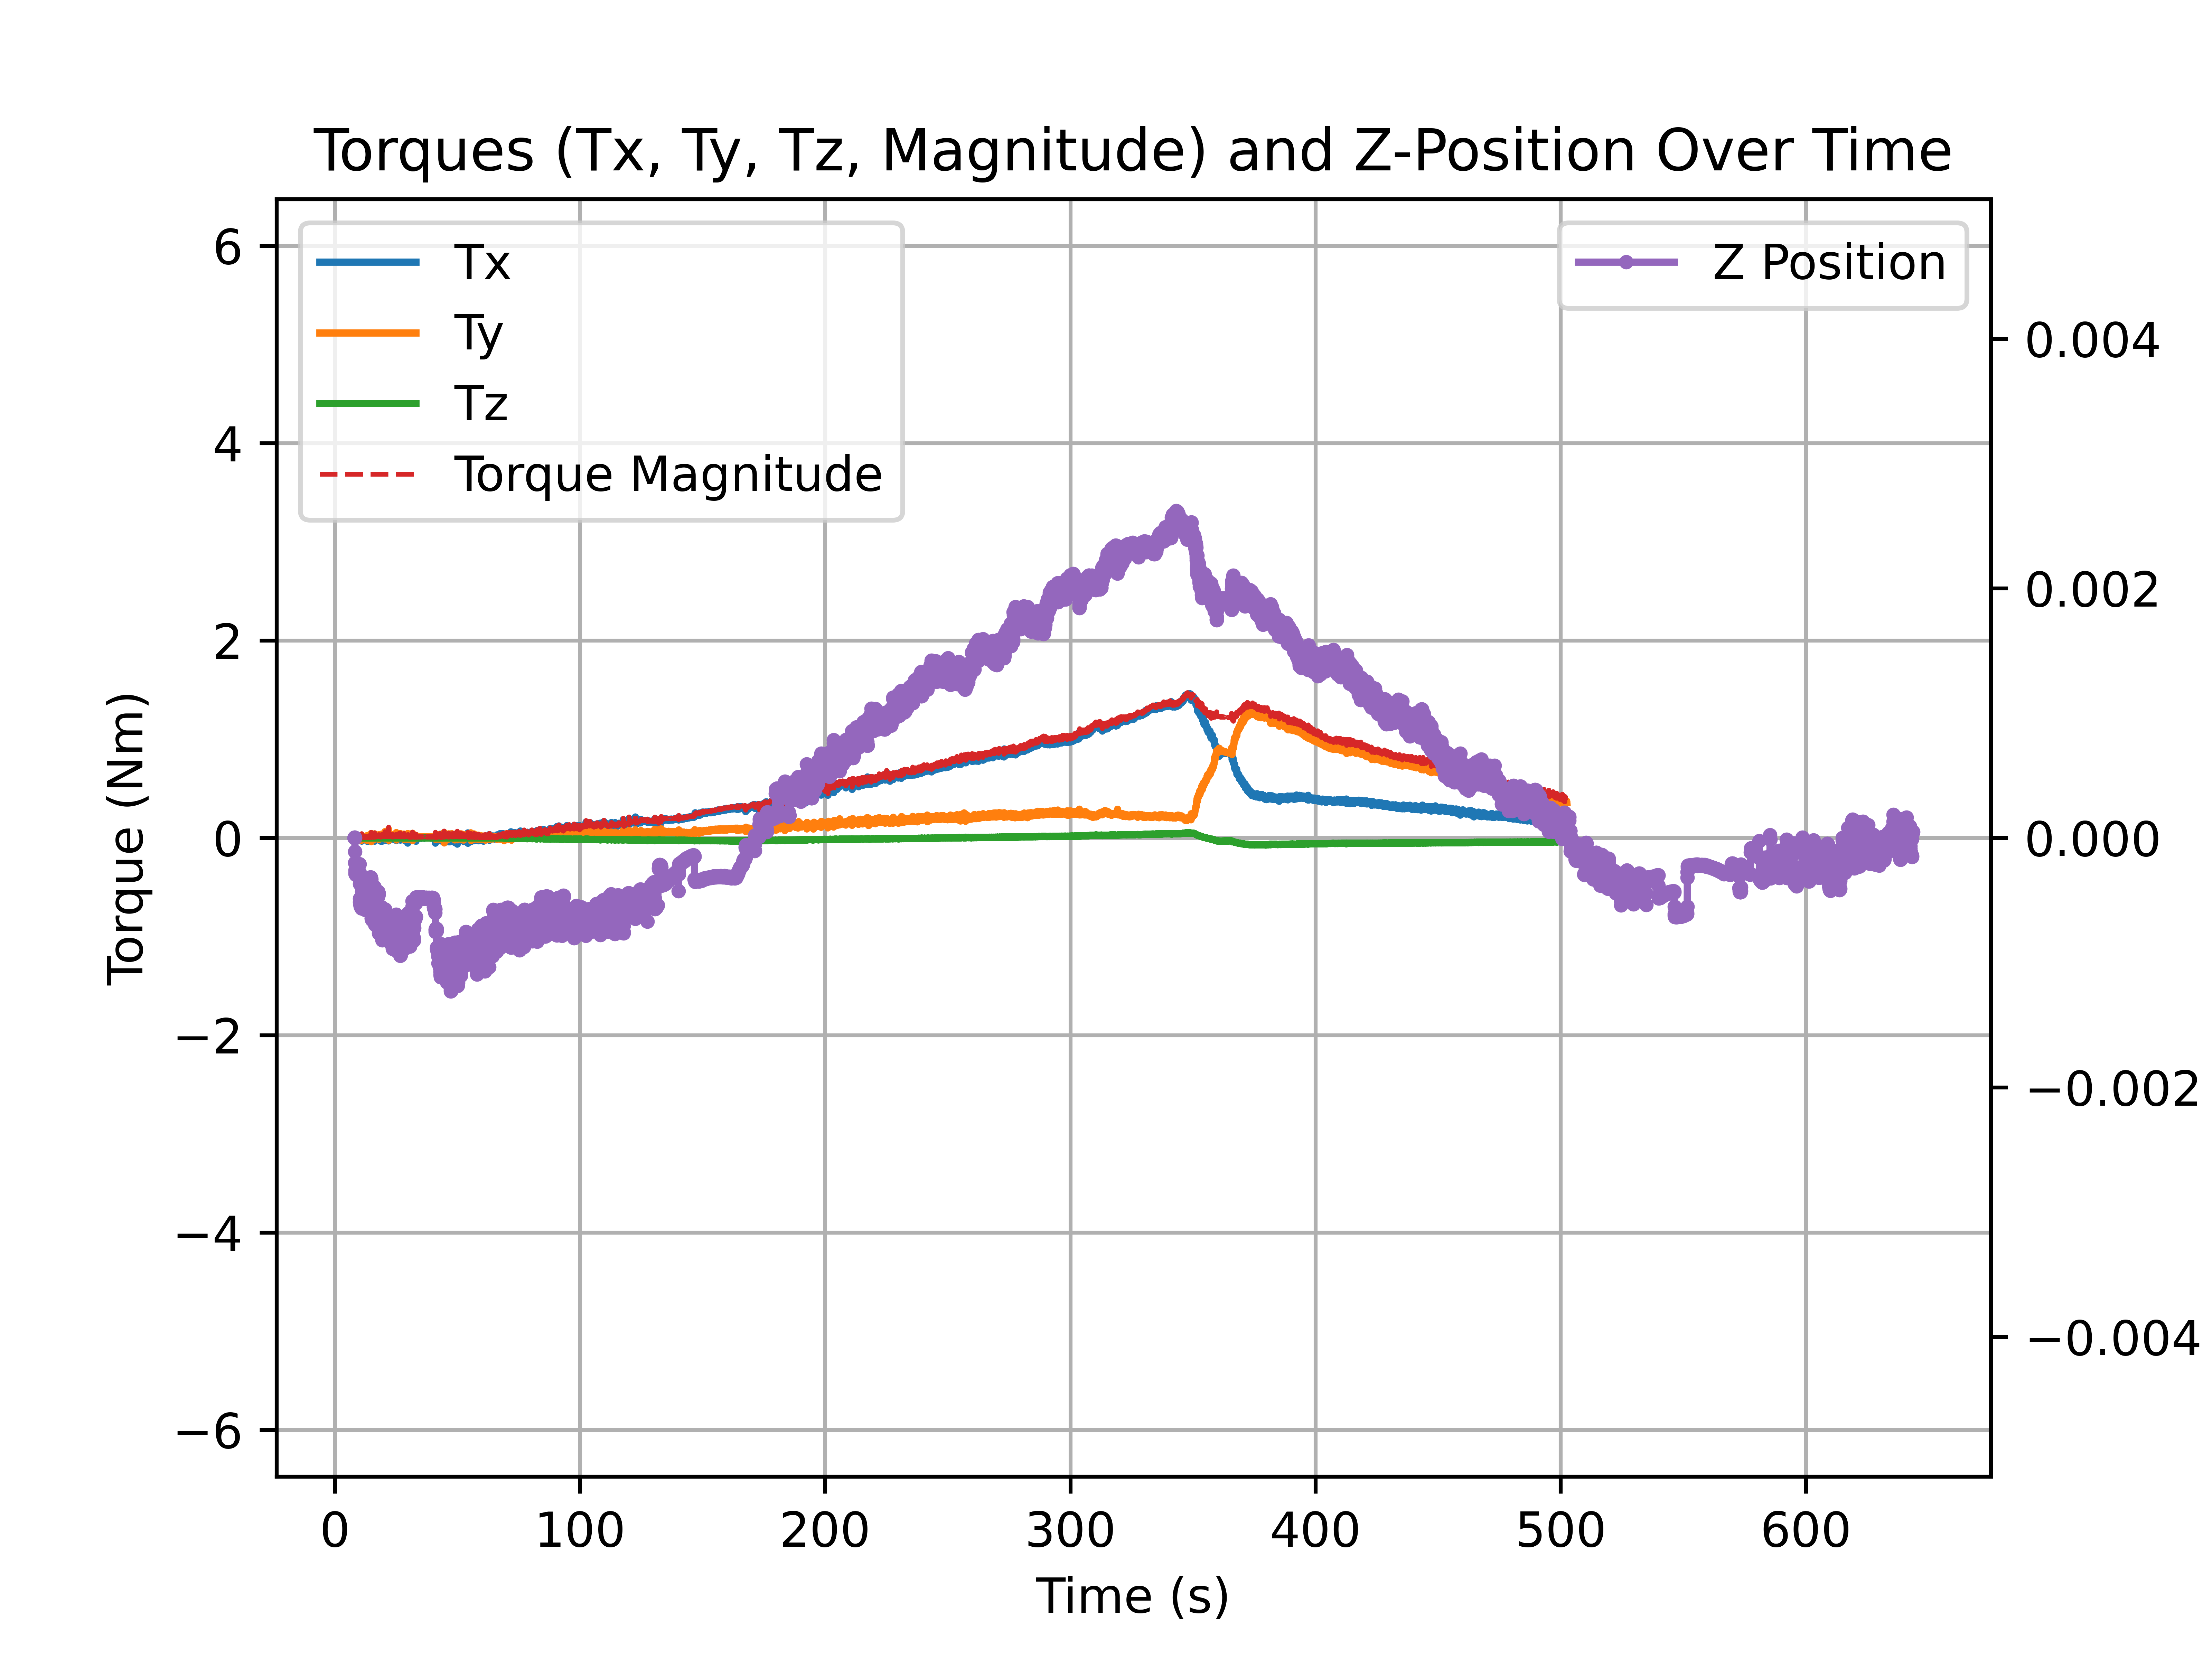 Torques (Tx, Ty, Tz, Magnitude) and Z-Position Over Time
Tx
Ty
Tz
Torque Magnitude
Z Position
6
4
2
0
−2
−4
−6
Torque (Nm)
0.004
0.002
0.000
−0.002
−0.004
0 100 200 300 400 500 600
Time (s)